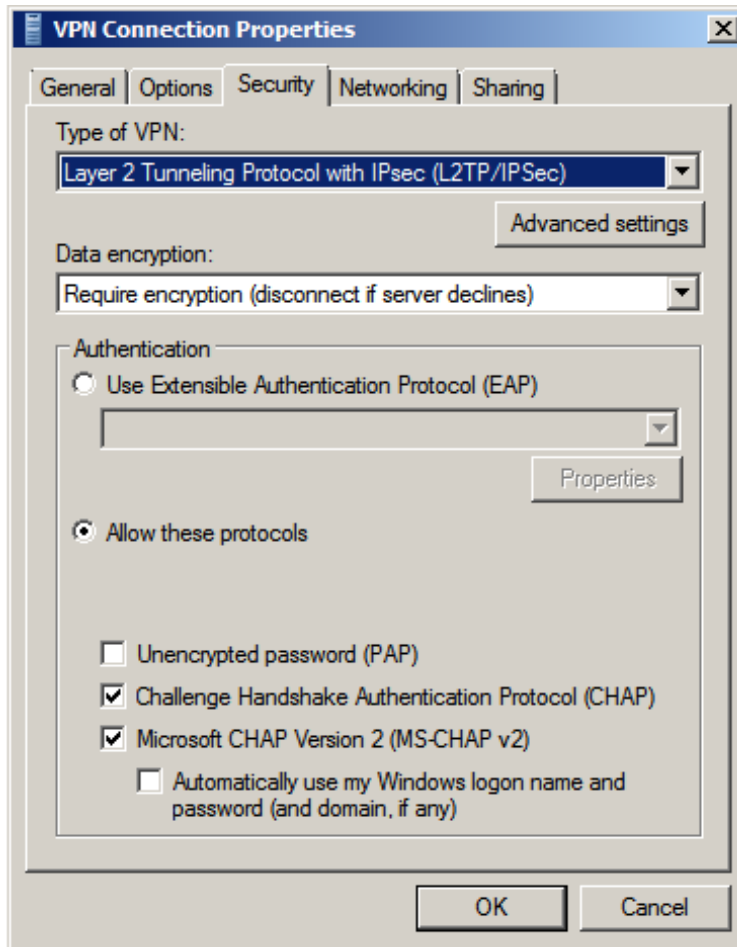 VPN Connection Properties
General Options Security Networking Sharing
Type of VPN:
Layer 2 Tunneling Protocol with IPsec (L2TP/IPSec)
Advanced settings
Data encryption:
Require encryption (disconnect if server declines)
Authentication
Use Extensible Authentication Protocol (EAP)
Properties
Allow these protocols
Unencrypted password (PAP)
Challenge Handshake Authentication Protocol (CHAP)
Microsoft CHAP Version 2 (MS-CHAP v2)
Automatically use my Windows logon name and
password (and domain, if any)
OK Cancel